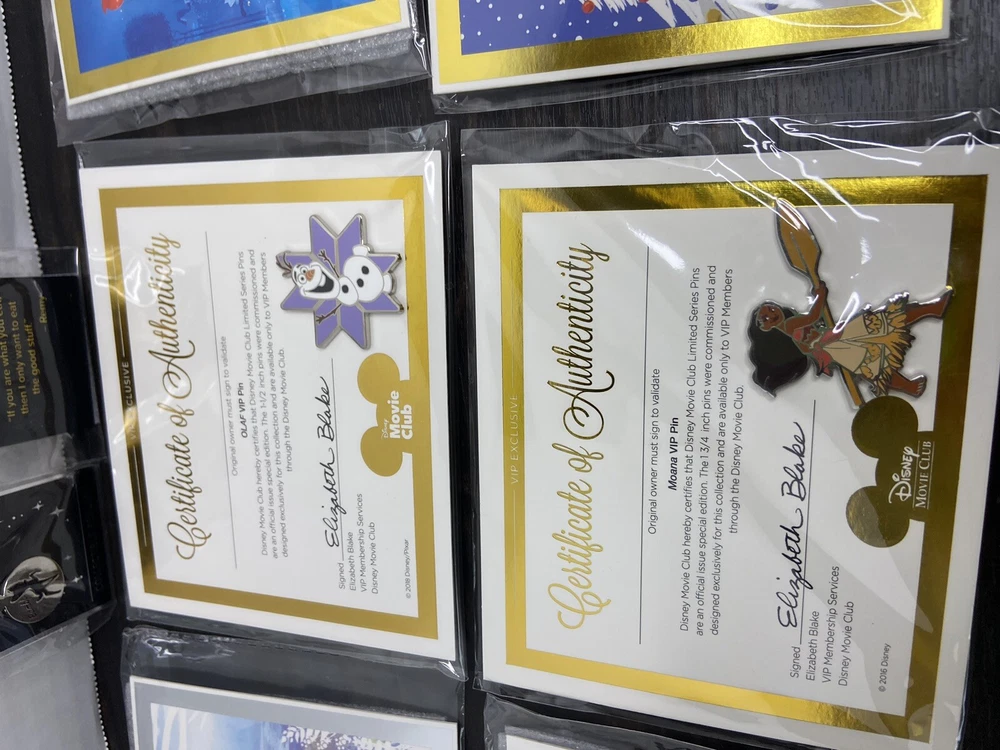 "If you are what you eat
then I only want to eat
the good stuff."
Remy
CLUSIVE
Certificate of Authenticity
Original owner must sign to validate
OLAF VIP Pin
Disney Movie Club hereby certifies that Disney Movie Club Limited Series Pins
are an official issue special edition. The 1-1/2 inch pins were commissioned and
designed exclusively for this collection and are available only to VIP Members
through the Disney Movie Club.
Signed Elizabeth Blake
Elizabeth Blake
VIP Membership Services
Disney Movie Club
Disney
Movie
Club
© 2018 Disney/Pixar
VIP EXCLUSIVE
Certificate of Authenticity
Original owner must sign to validate
Moana VIP Pin
Disney Movie Club hereby certifies that Disney Movie Club Limited Series Pins
are an official issue special edition. The 1 3/4 inch pins were commissioned and
designed exclusively for this collection and are available only to VIP Members
through the Disney Movie Club.
Signed Elizabeth Blake
Elizabeth Blake
VIP Membership Services
Disney Movie Club
Disney
MOVIE CLUB
© 2016 Disney